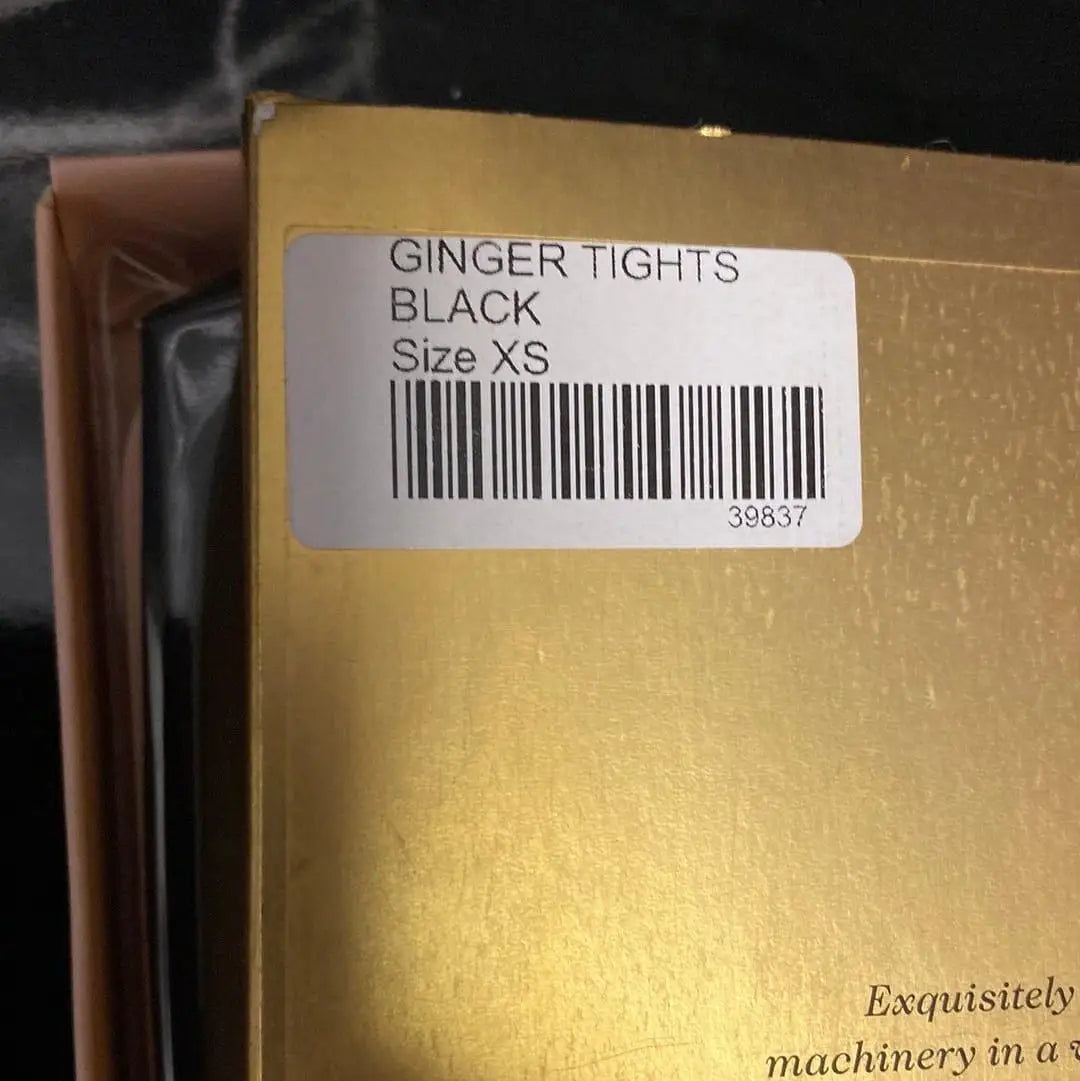 GINGER TIGHTS
BLACK
Size XS
39837
Exquisitely
machinery in a